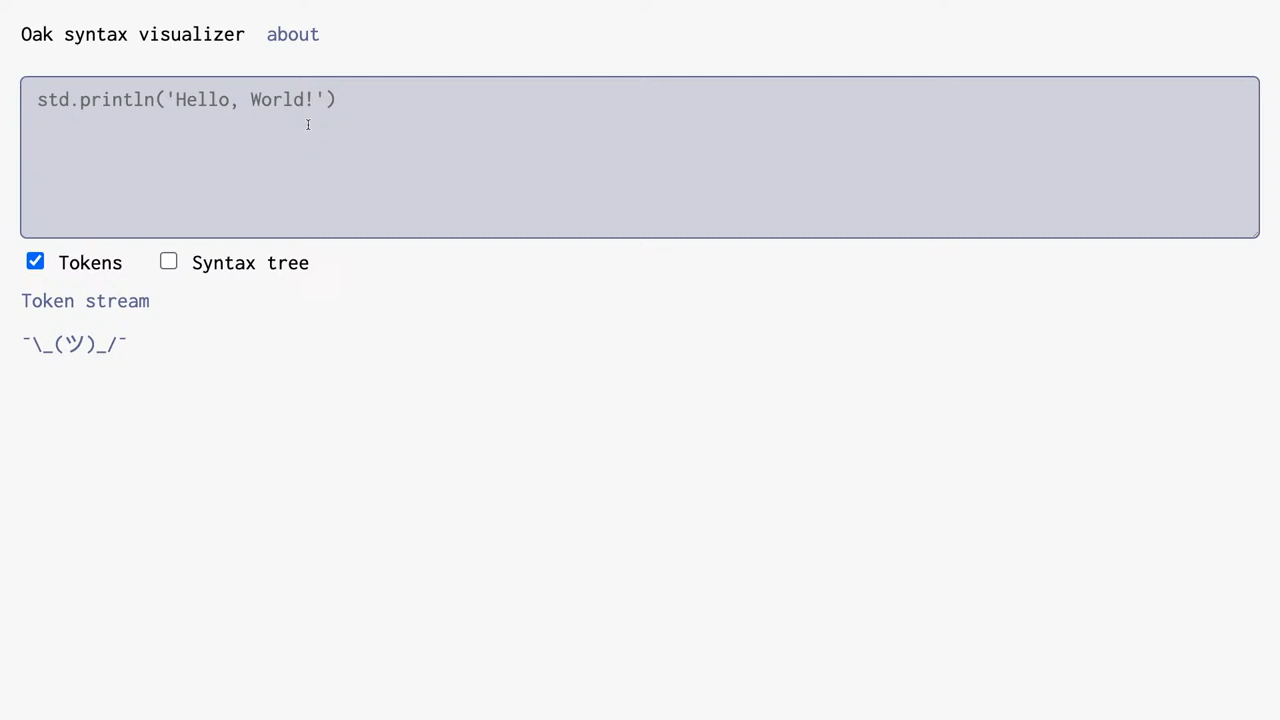 Oak syntax visualizer about
std.println('Hello, World!')
Tokens Syntax tree
Token stream
¯\_(ツ)_/¯